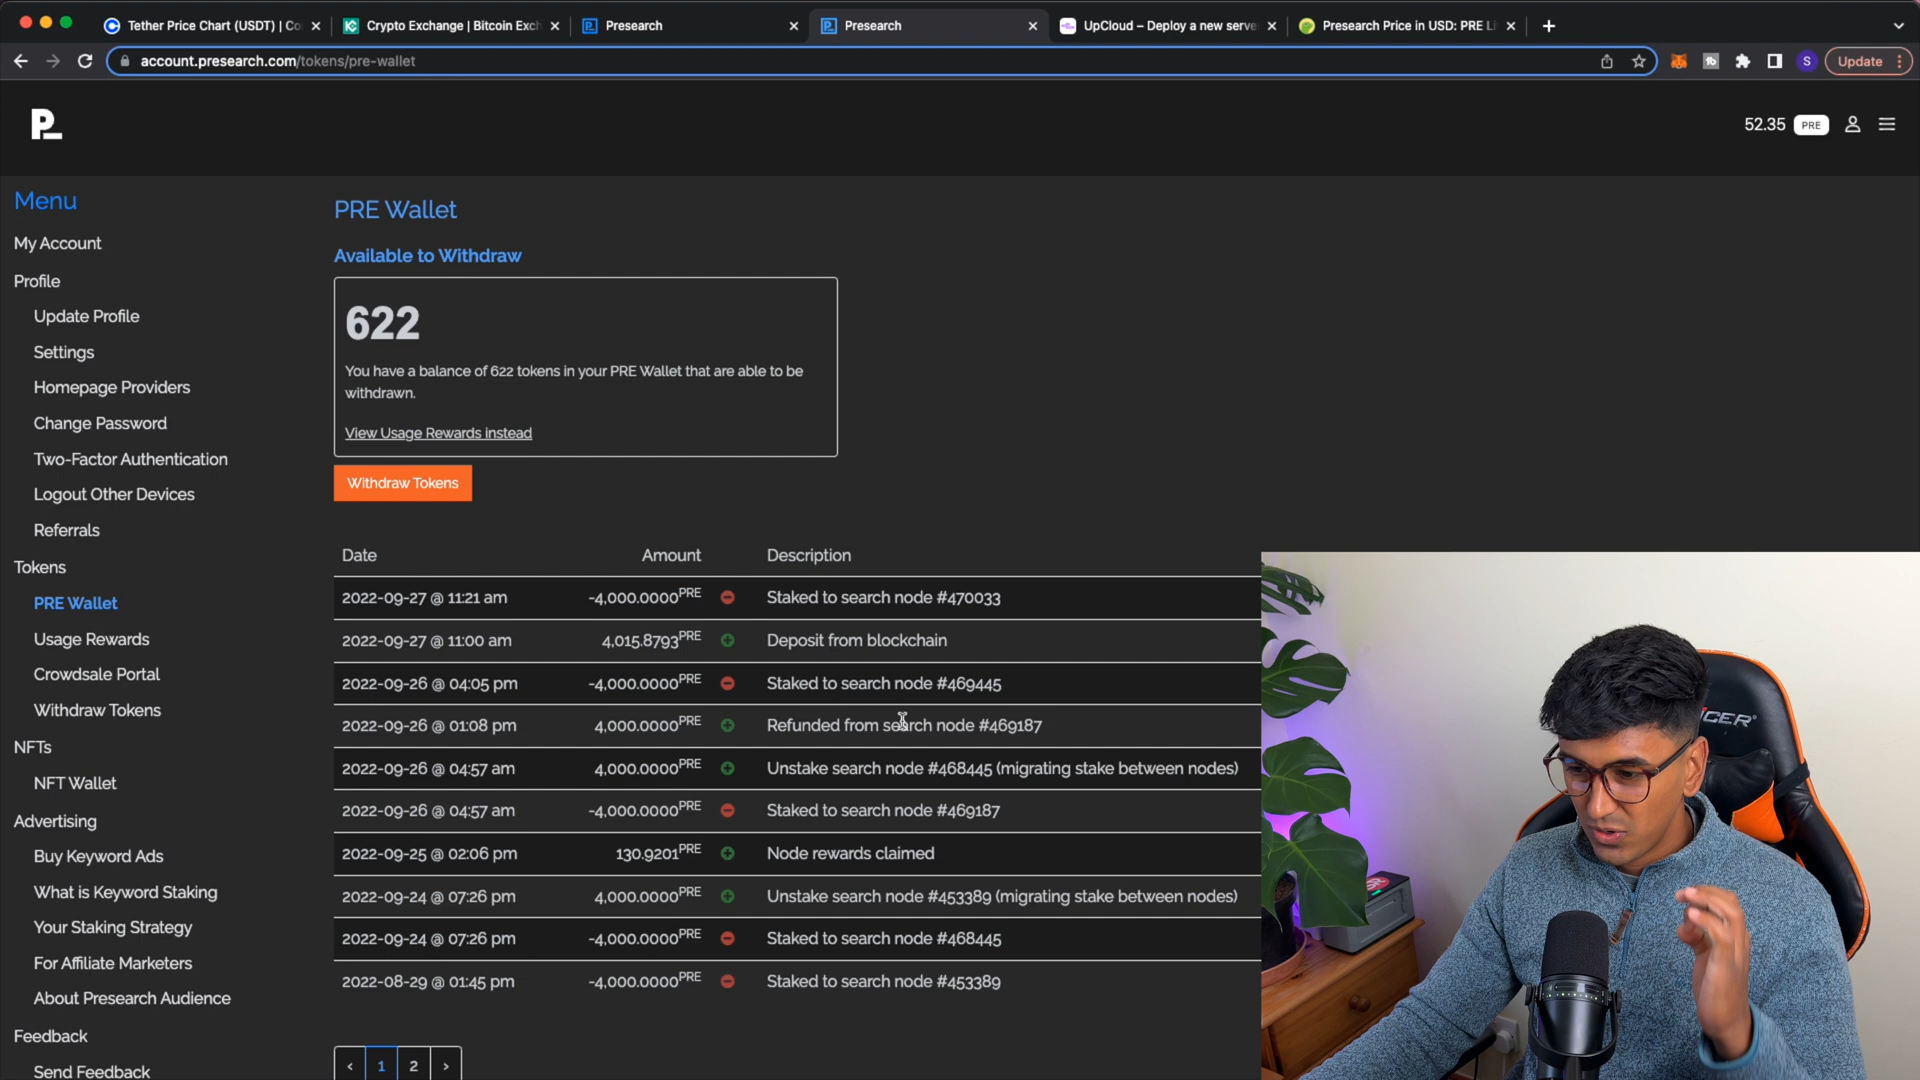 Tether Price Chart (USDT) | Co
Crypto Exchange | Bitcoin Exch
Presearch
Presearch
UpCloud – Deploy a new serve
Presearch Price in USD: PRE Li
account.presearch.com/tokens/pre-wallet
S
Update
P_
52.35 PRE
Menu
My Account
Profile
Update Profile
Settings
Homepage Providers
Change Password
Two-Factor Authentication
Logout Other Devices
Referrals
Tokens
PRE Wallet
Usage Rewards
Crowdsale Portal
Withdraw Tokens
NFTs
NFT Wallet
Advertising
Buy Keyword Ads
What is Keyword Staking
Your Staking Strategy
For Affiliate Marketers
About Presearch Audience
Feedback
Send Feedback
PRE Wallet
Available to Withdraw
622
You have a balance of 622 tokens in your PRE Wallet that are able to be
withdrawn.
View Usage Rewards instead
Withdraw Tokens
Date Amount Description
2022-09-27 @ 11:21 am -4,000.0000PRE Staked to search node #470033
2022-09-27 @ 11:00 am 4,015.8793PRE Deposit from blockchain
2022-09-26 @ 04:05 pm -4,000.0000PRE Staked to search node #469445
2022-09-26 @ 01:08 pm 4,000.0000PRE Refunded from search node #469187
2022-09-26 @ 04:57 am 4,000.0000PRE Unstake search node #468445 (migrating stake between nodes)
2022-09-26 @ 04:57 am -4,000.0000PRE Staked to search node #469187
2022-09-25 @ 02:06 pm 130.9201PRE Node rewards claimed
2022-09-24 @ 07:26 pm 4,000.0000PRE Unstake search node #453389 (migrating stake between nodes)
2022-09-24 @ 07:26 pm -4,000.0000PRE Staked to search node #468445
2022-08-29 @ 01:45 pm -4,000.0000PRE Staked to search node #453389
< 1 2 >